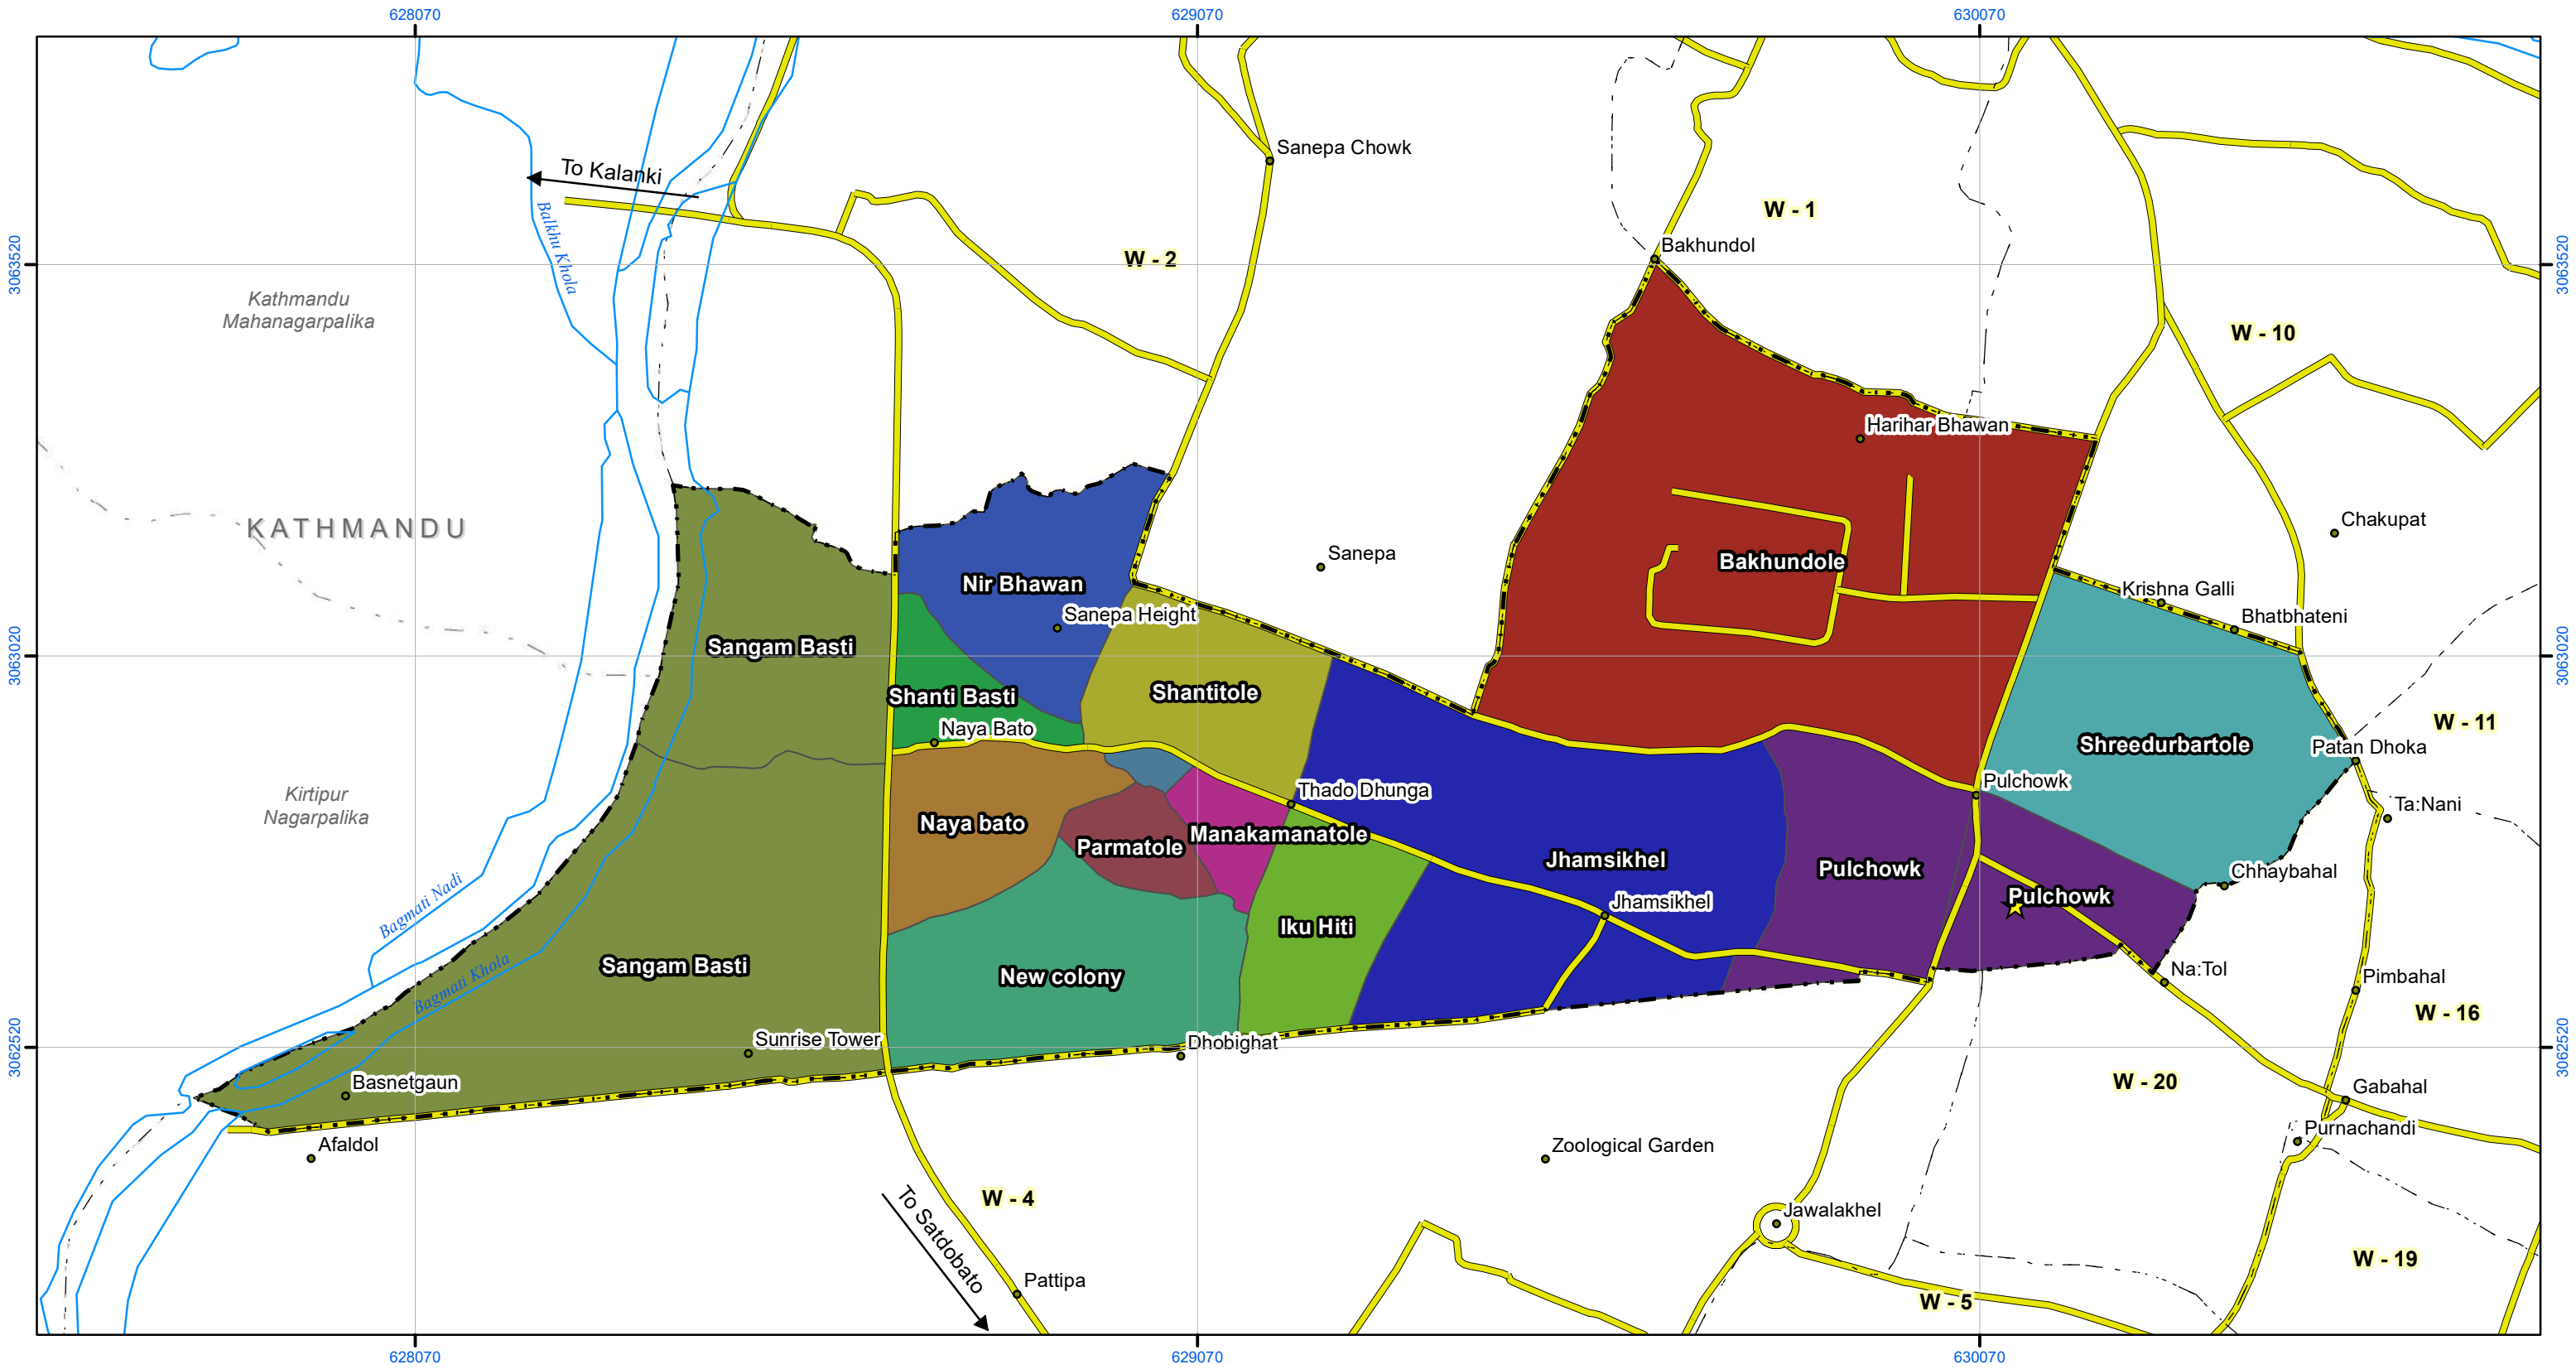 628070
629070
630070
Sanepa Chowk
To Kalanki
Bakhu Khola
W - 1
Bakhundol
W - 2
3063520
3063520
Kathmandu
Mahanagarpalika
W - 10
Harihar Bhawan
KATHMANDU
Chakupat
Sanepa
Bakhundole
Nir Bhawan
Krishna Galli
Sanepa Height
Bhatbhateni
Sangam Basti
3063020
3063020
Shanti Basti
Shantitole
W - 11
Naya Bato
Shreedurbartole
Patan Dhoka
Pulchowk
Thado Dhunga
Kirtipur
Nagarpalika
Ta:Nani
Naya bato
Manakamanatole
Parmatole
Jhamsikhel
Pulchowk
Chhaybahal
Pulchowk
Jhamsikhel
Bagmati Nadi
Iku Hiti
Sangam Basti
New colony
Na:Tol
Pimbahal
Bagmati Khola
W - 16
Sunrise Tower
Dhobighat
3062520
3062520
Basnetgaun
W - 20
Gabahal
Purnachandi
Afaldol
Zoological Garden
W - 4
To Satdobato
Jawalakhel
W - 19
Pattipa
W - 5
628070
629070
630070